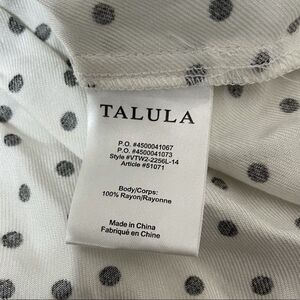 TALULA
P.O. #4500041067
P.O. #4500041073
Style #VTW2-2256L-14
Article #51071
Body/Corps:
100% Rayon/Rayonne
Made in China
Fabriqué en Chine